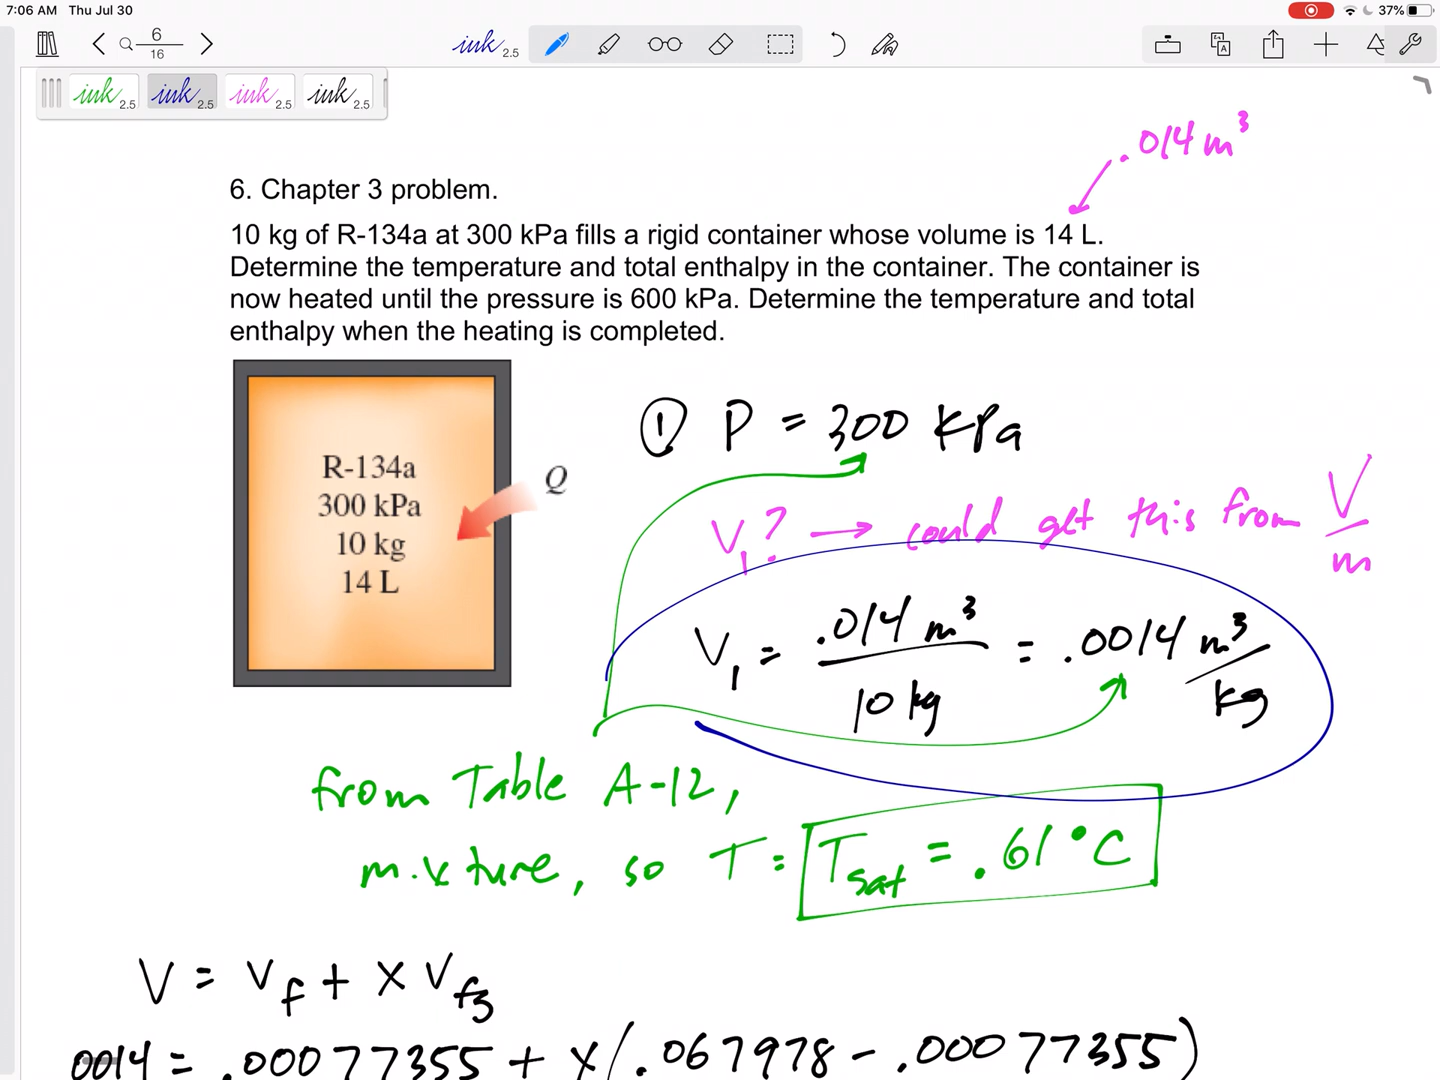 7:06 AM Thu Jul 30
37%
6
16
ink 2.5
ink 2.5 ink 2.5 ink 2.5 ink 2.5
.014 m³
6. Chapter 3 problem.
10 kg of R-134a at 300 kPa fills a rigid container whose volume is 14 L.
Determine the temperature and total enthalpy in the container. The container is
now heated until the pressure is 600 kPa. Determine the temperature and total
enthalpy when the heating is completed.
R-134a
300 kPa
10 kg
14 L
Q
① P = 300 kPa
V₁? → could get this from V/m
V₁ = .014 m³ / 10 kg = .0014 m³/kg
from Table A-12,
mixture, so T = Tsat = .61 °C
V = Vf + x Vfg
.0014 = .00077355 + x (.067978 - .00077355)